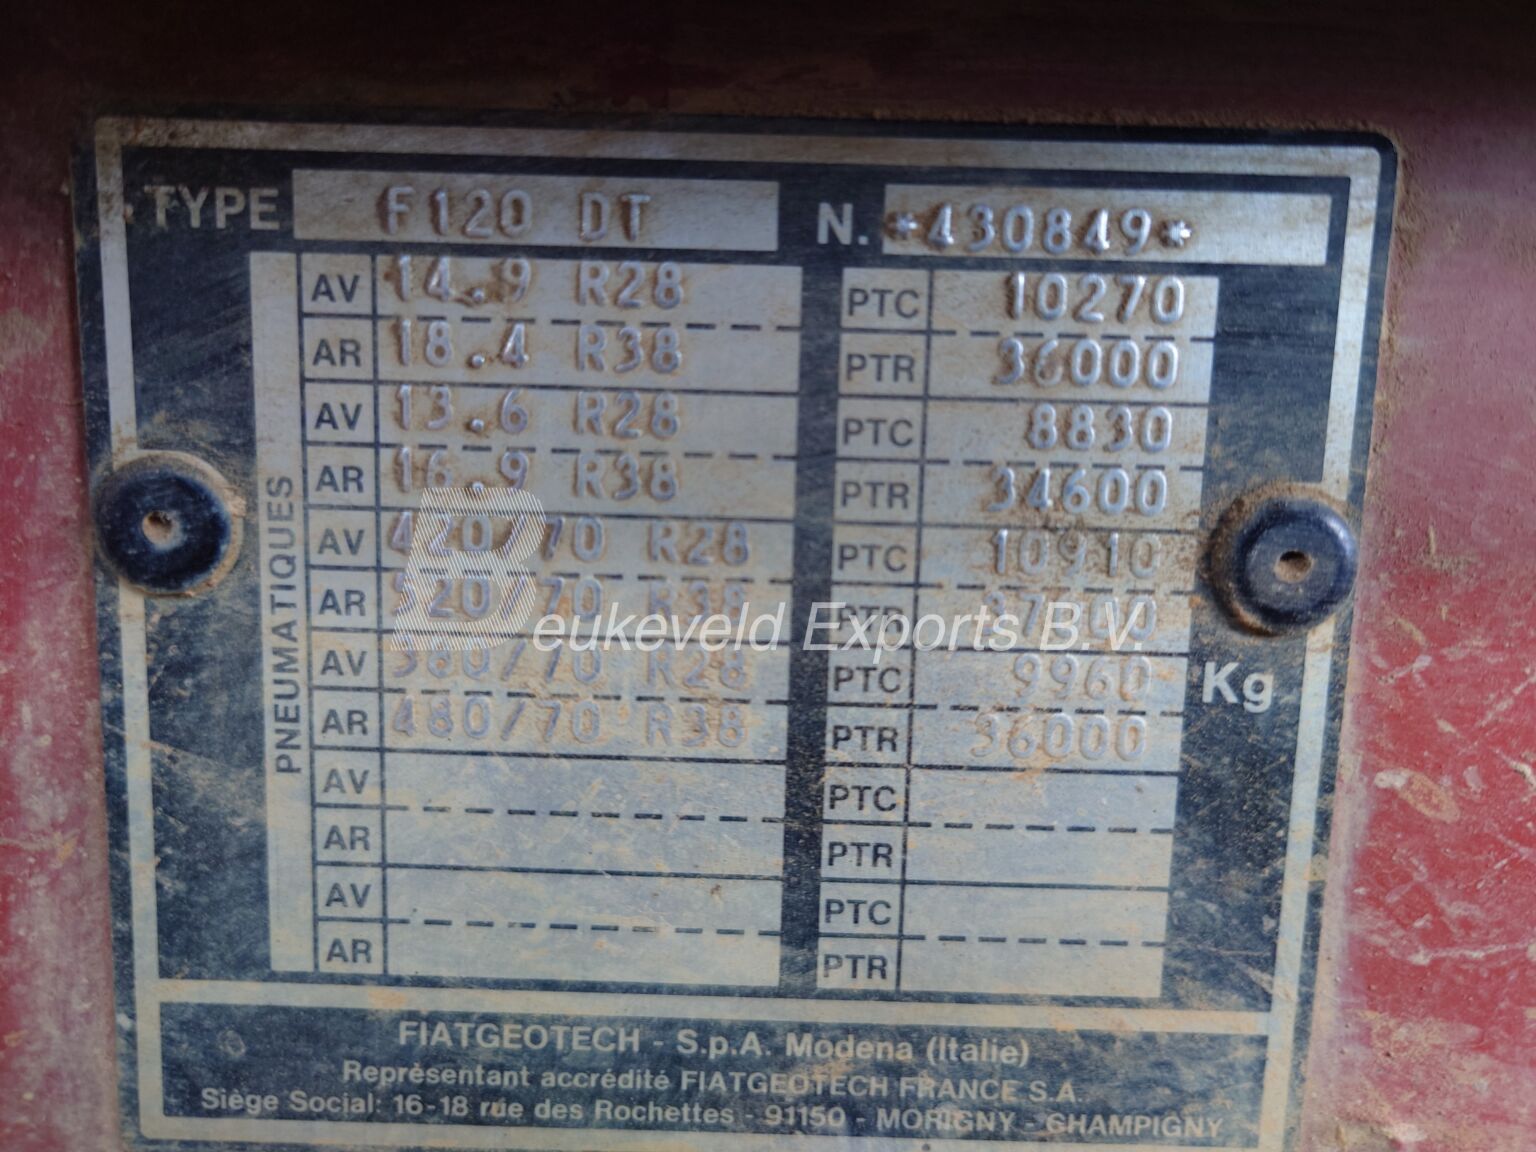 TYPE F120 DT N. *430849*
PNEUMATIQUES
AV 14.9 R28 PTC 10270
AR 18.4 R38 PTR 36000
AV 13.6 R28 PTC 8830
AR 16.9 R38 PTR 34600
AV 420/70 R28 PTC 10910
AR 520/70 R38 PTR
AV 380/70 R28 PTC 9960 Kg
AR 480/70 R38 PTR 36000
AV PTC
AR PTR
AV PTC
AR PTR
Beukeveld Exports B.V.
FIATGEOTECH - S.p.A. Modena (Italie)
Représentant accrédité FIATGEOTECH FRANCE S.A.
Siège Social: 16-18 rue des Rochettes - 91150 - MORIGNY - CHAMPIGNY